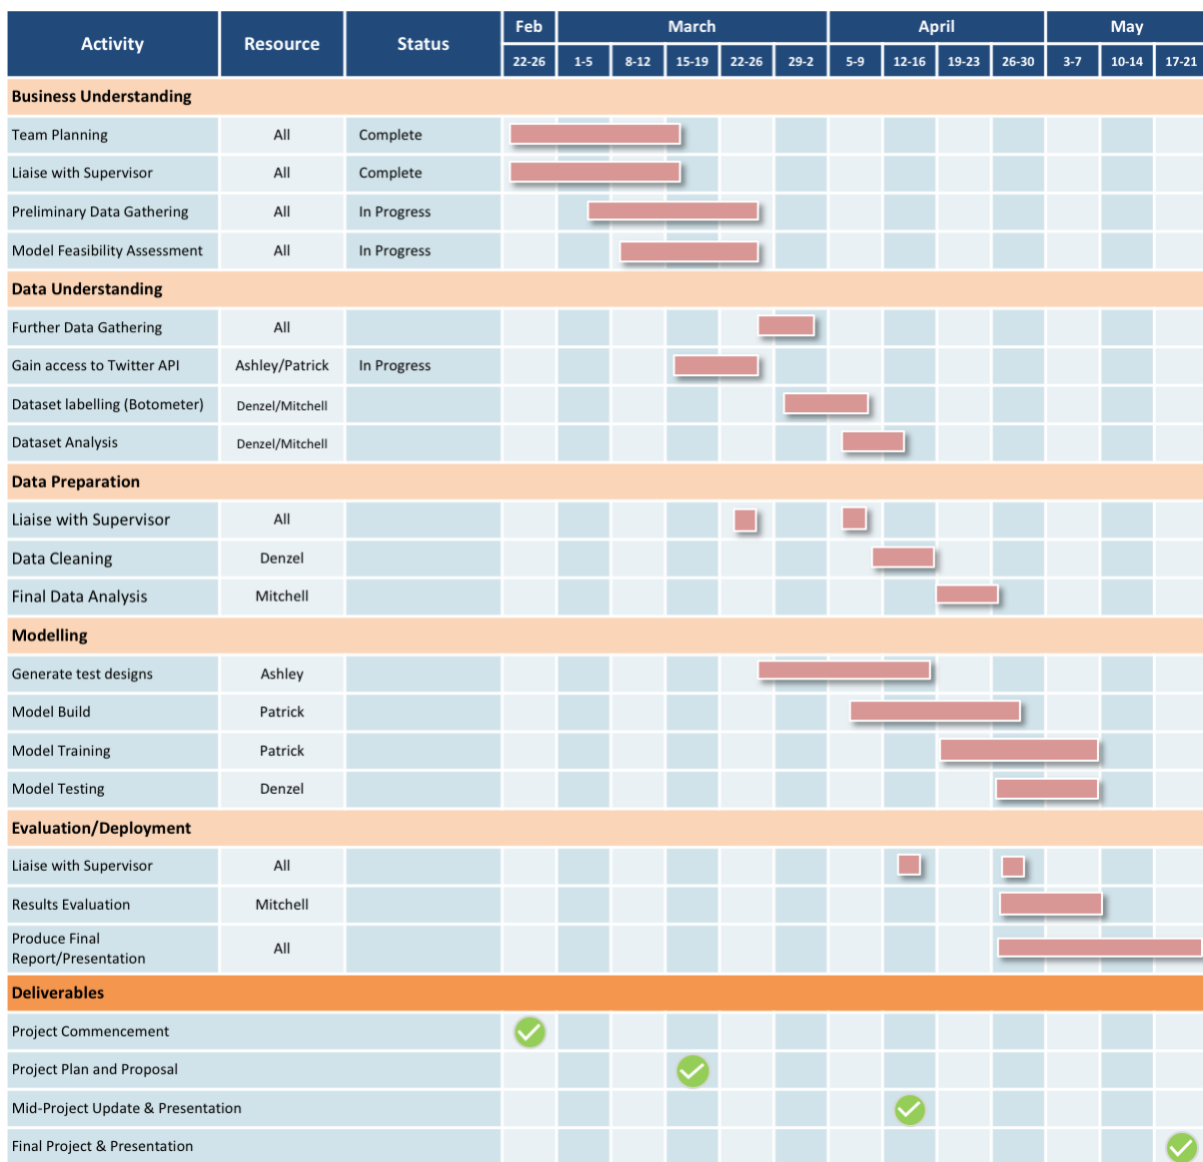 Activity Resource Status Feb March April May
22-26 1-5 8-12 15-19 22-26 29-2 5-9 12-16 19-23 26-30 3-7 10-14 17-21
Business Understanding
Team Planning All Complete
Liaise with Supervisor All Complete
Preliminary Data Gathering All In Progress
Model Feasibility Assessment All In Progress
Data Understanding
Further Data Gathering All
Gain access to Twitter API Ashley/Patrick In Progress
Dataset labelling (Botometer) Denzel/Mitchell
Dataset Analysis Denzel/Mitchell
Data Preparation
Liaise with Supervisor All
Data Cleaning Denzel
Final Data Analysis Mitchell
Modelling
Generate test designs Ashley
Model Build Patrick
Model Training Patrick
Model Testing Denzel
Evaluation/Deployment
Liaise with Supervisor All
Results Evaluation Mitchell
Produce Final
Report/Presentation All
Deliverables
Project Commencement
Project Plan and Proposal
Mid-Project Update & Presentation
Final Project & Presentation